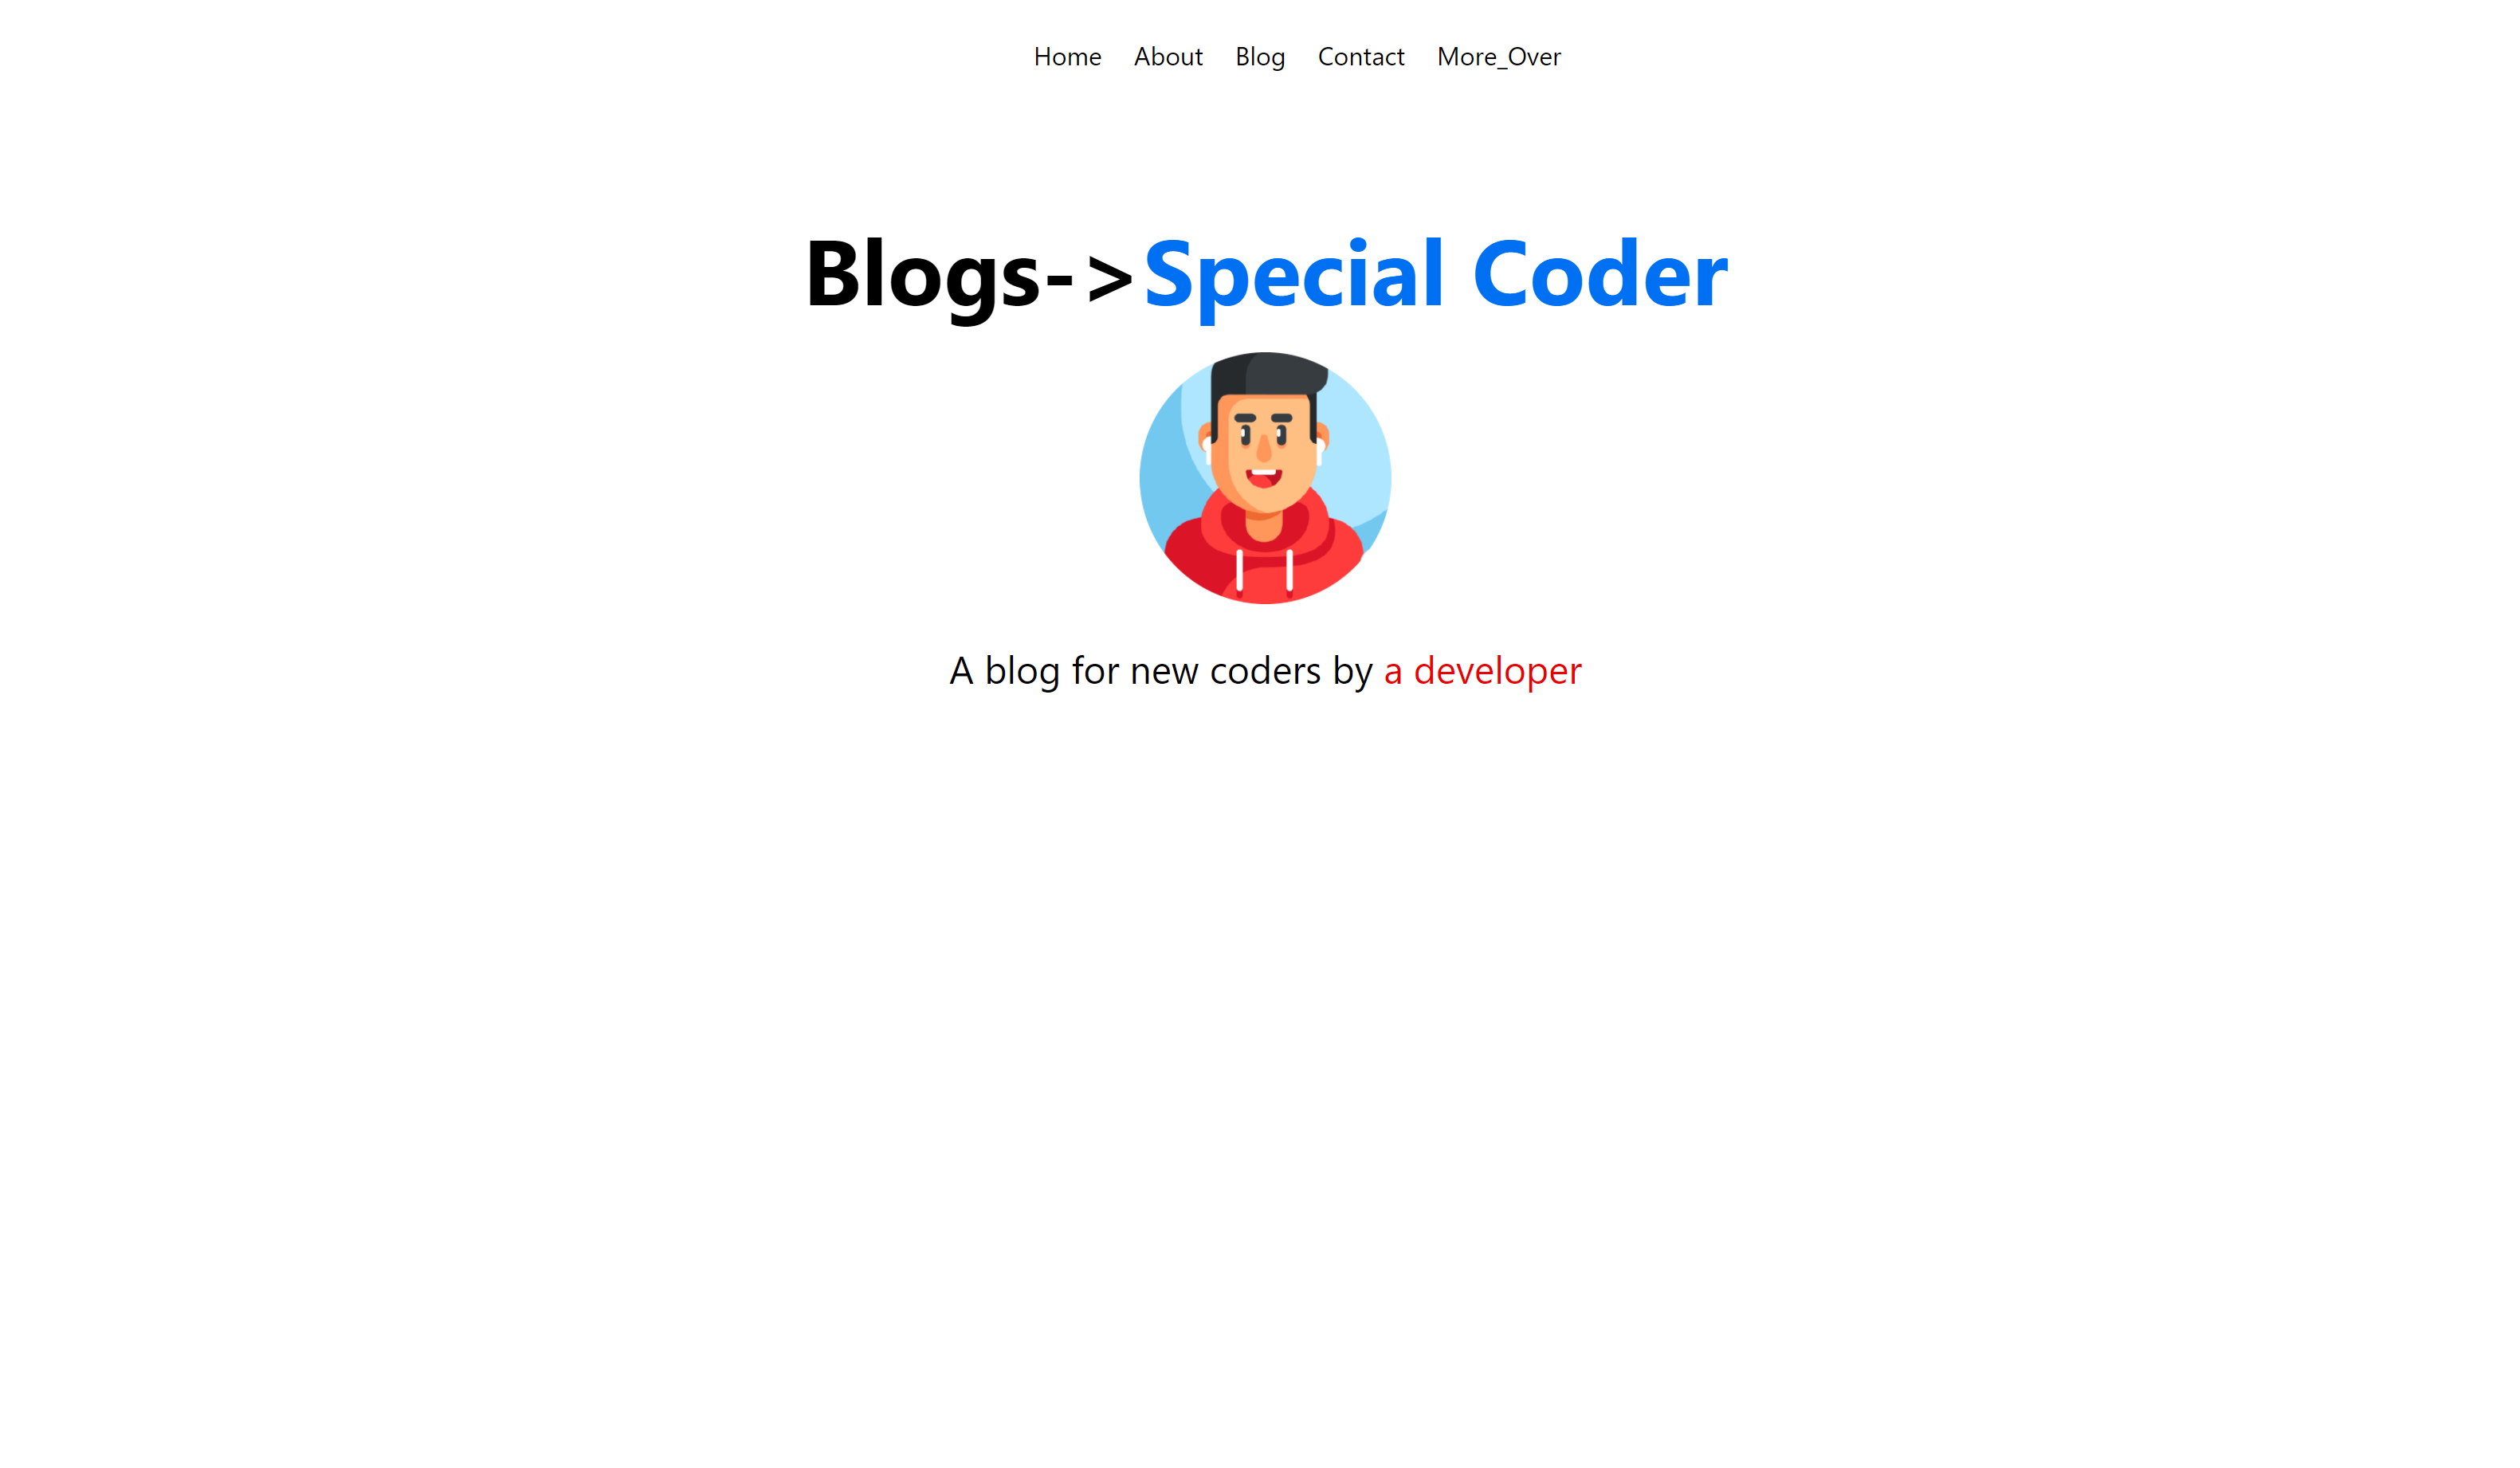 Home About Blog Contact More_Over
Blogs->Special Coder
A blog for new coders by a developer